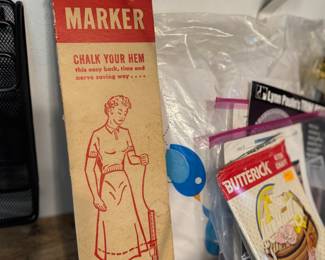 MARKER
CHALK YOUR HEM
this easy back, time and
nerve saving way....
BUTTERICK